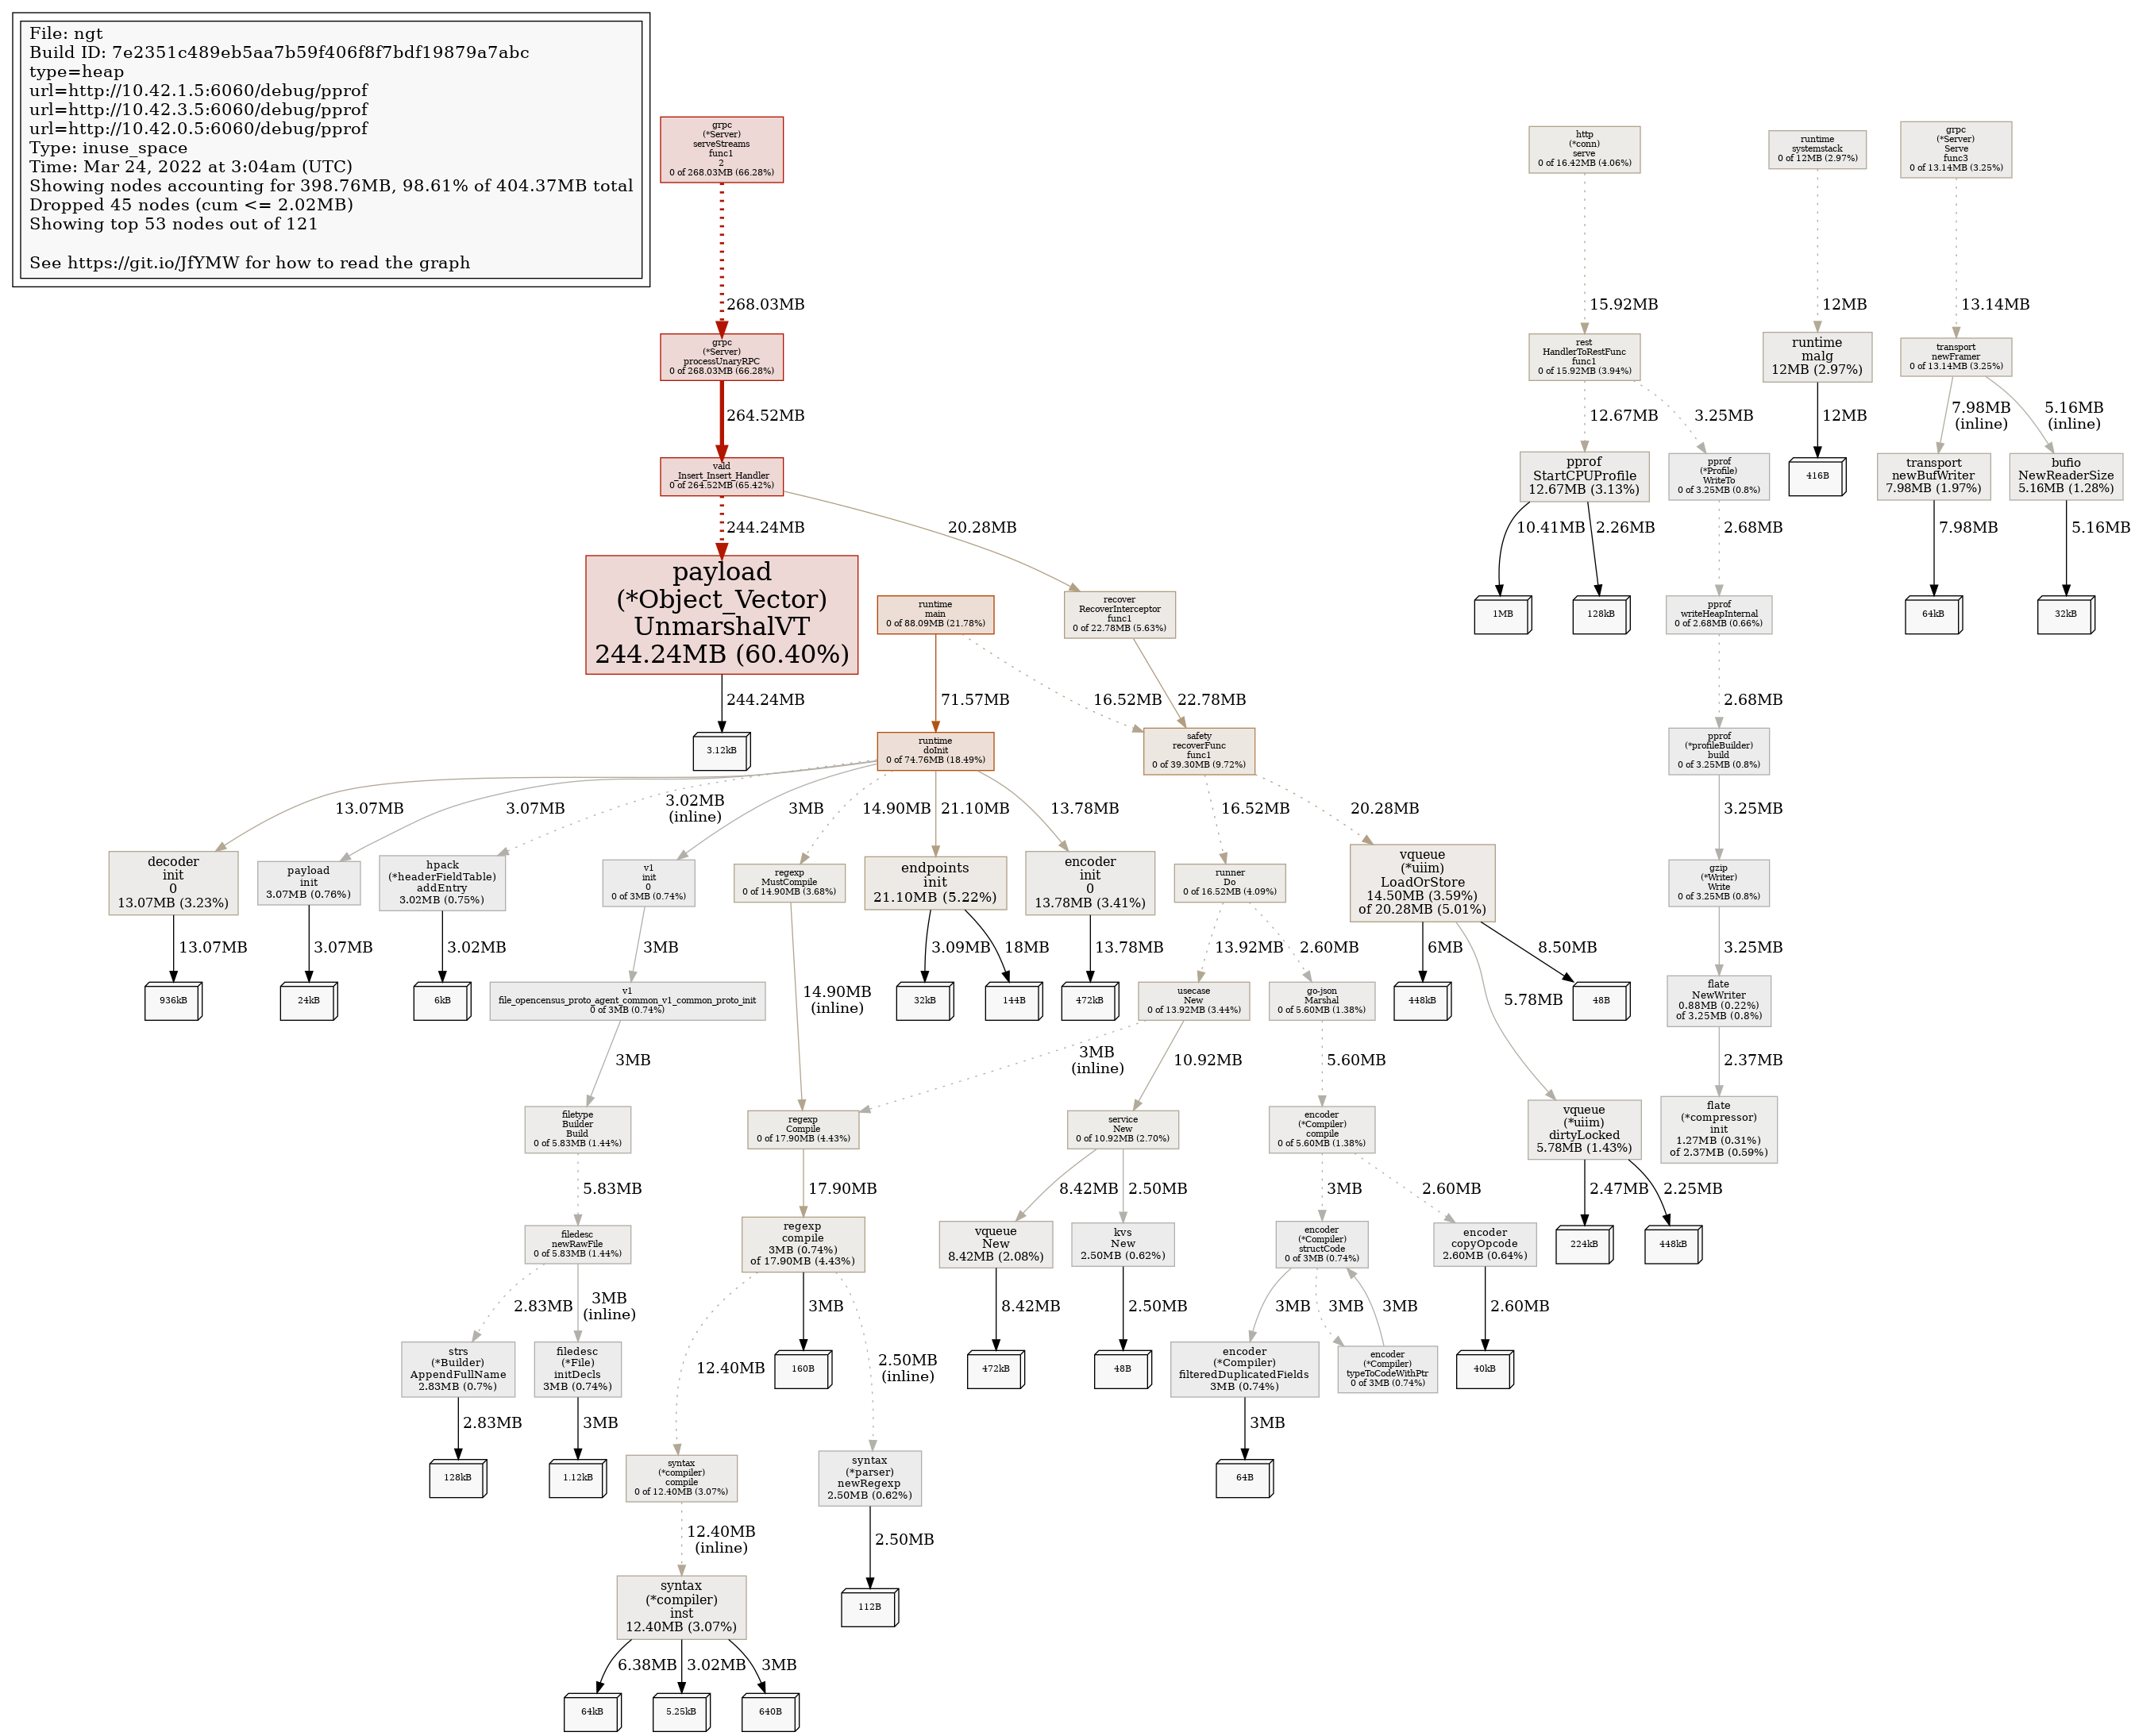 File: ngt
Build ID: 7e2351c489eb5aa7b59f406f8f7bdf19879a7abc
type=heap
url=http://10.42.1.5:6060/debug/pprof
url=http://10.42.3.5:6060/debug/pprof
url=http://10.42.0.5:6060/debug/pprof
Type: inuse_space
Time: Mar 24, 2022 at 3:04am (UTC)
Showing nodes accounting for 398.76MB, 98.61% of 404.37MB total
Dropped 45 nodes (cum <= 2.02MB)
Showing top 53 nodes out of 121
See https://git.io/JfYMW for how to read the graph
grpc
(*Server)
serveStreams
func1
2
0 of 268.03MB (66.28%)
http
(*conn)
serve
0 of 16.42MB (4.06%)
runtime
systemstack
0 of 12MB (2.97%)
grpc
(*Server)
Serve
func3
0 of 13.14MB (3.25%)
268.03MB
15.92MB
12MB
13.14MB
grpc
(*Server)
processUnaryRPC
0 of 268.03MB (66.28%)
rest
HandlerToRestFunc
func1
0 of 15.92MB (3.94%)
runtime
malg
12MB (2.97%)
transport
newFramer
0 of 13.14MB (3.25%)
264.52MB
12.67MB
3.25MB
12MB
7.98MB
(inline)
5.16MB
(inline)
vald
_Insert_Insert_Handler
0 of 264.52MB (65.42%)
pprof
StartCPUProfile
12.67MB (3.13%)
pprof
(*Profile)
WriteTo
0 of 3.25MB (0.8%)
416B
transport
newBufWriter
7.98MB (1.97%)
bufio
NewReaderSize
5.16MB (1.28%)
244.24MB
20.28MB
10.41MB
2.26MB
2.68MB
7.98MB
5.16MB
payload
(*Object_Vector)
UnmarshalVT
244.24MB (60.40%)
runtime
main
0 of 88.09MB (21.78%)
recover
RecoverInterceptor
func1
0 of 22.78MB (5.63%)
1MB
128kB
pprof
writeHeapInternal
0 of 2.68MB (0.66%)
64kB
32kB
244.24MB
71.57MB
16.52MB
22.78MB
2.68MB
3.12kB
runtime
doInit
0 of 74.76MB (18.49%)
safety
recoverFunc
func1
0 of 39.30MB (9.72%)
pprof
(*profileBuilder)
build
0 of 3.25MB (0.8%)
13.07MB
3.07MB
3.02MB
(inline)
3MB
14.90MB
21.10MB
13.78MB
16.52MB
20.28MB
3.25MB
decoder
init
0
13.07MB (3.23%)
payload
init
3.07MB (0.76%)
hpack
(*headerFieldTable)
addEntry
3.02MB (0.75%)
v1
init
0
0 of 3MB (0.74%)
regexp
MustCompile
0 of 14.90MB (3.68%)
endpoints
init
21.10MB (5.22%)
encoder
init
0
13.78MB (3.41%)
runner
Do
0 of 16.52MB (4.09%)
vqueue
(*uiim)
LoadOrStore
14.50MB (3.59%)
of 20.28MB (5.01%)
gzip
(*Writer)
Write
0 of 3.25MB (0.8%)
13.07MB
3.07MB
3.02MB
3MB
14.90MB
(inline)
3.09MB
18MB
13.78MB
13.92MB
2.60MB
6MB
5.78MB
8.50MB
3.25MB
936kB
24kB
6kB
v1
file_opencensus_proto_agent_common_v1_common_proto_init
0 of 3MB (0.74%)
32kB
144B
472kB
usecase
New
0 of 13.92MB (3.44%)
go-json
Marshal
0 of 5.60MB (1.38%)
448kB
48B
flate
NewWriter
0.88MB (0.22%)
of 3.25MB (0.8%)
3MB
3MB
(inline)
10.92MB
5.60MB
2.37MB
filetype
Builder
Build
0 of 5.83MB (1.44%)
regexp
Compile
0 of 17.90MB (4.43%)
service
New
0 of 10.92MB (2.70%)
encoder
(*Compiler)
compile
0 of 5.60MB (1.38%)
vqueue
(*uiim)
dirtyLocked
5.78MB (1.43%)
flate
(*compressor)
init
1.27MB (0.31%)
of 2.37MB (0.59%)
5.83MB
17.90MB
8.42MB
2.50MB
3MB
2.60MB
2.47MB
2.25MB
filedesc
newRawFile
0 of 5.83MB (1.44%)
regexp
compile
3MB (0.74%)
of 17.90MB (4.43%)
vqueue
New
8.42MB (2.08%)
kvs
New
2.50MB (0.62%)
encoder
(*Compiler)
structCode
0 of 3MB (0.74%)
encoder
copyOpcode
2.60MB (0.64%)
224kB
448kB
2.83MB
3MB
(inline)
12.40MB
3MB
2.50MB
(inline)
8.42MB
2.50MB
3MB
3MB
3MB
2.60MB
strs
(*Builder)
AppendFullName
2.83MB (0.7%)
filedesc
(*File)
initDecls
3MB (0.74%)
160B
472kB
48B
encoder
(*Compiler)
filteredDuplicatedFields
3MB (0.74%)
encoder
(*Compiler)
typeToCodeWithPtr
0 of 3MB (0.74%)
40kB
2.83MB
3MB
3MB
128kB
1.12kB
syntax
(*compiler)
compile
0 of 12.40MB (3.07%)
syntax
(*parser)
newRegexp
2.50MB (0.62%)
64B
12.40MB
(inline)
2.50MB
syntax
(*compiler)
inst
12.40MB (3.07%)
112B
6.38MB
3.02MB
3MB
64kB
5.25kB
640B